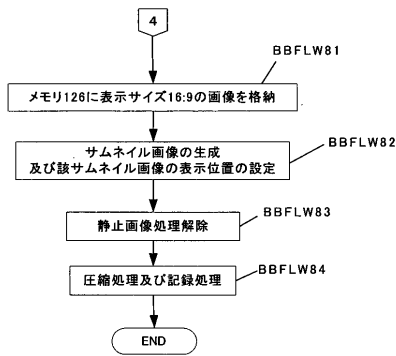 4
BBFLW81
メモリ126に表示サイズ16:9の画像を格納
BBFLW82
サムネイル画像の生成
及び該サムネイル画像の表示位置の設定
BBFLW83
静止画像処理解除
BBFLW84
圧縮処理及び記録処理
END